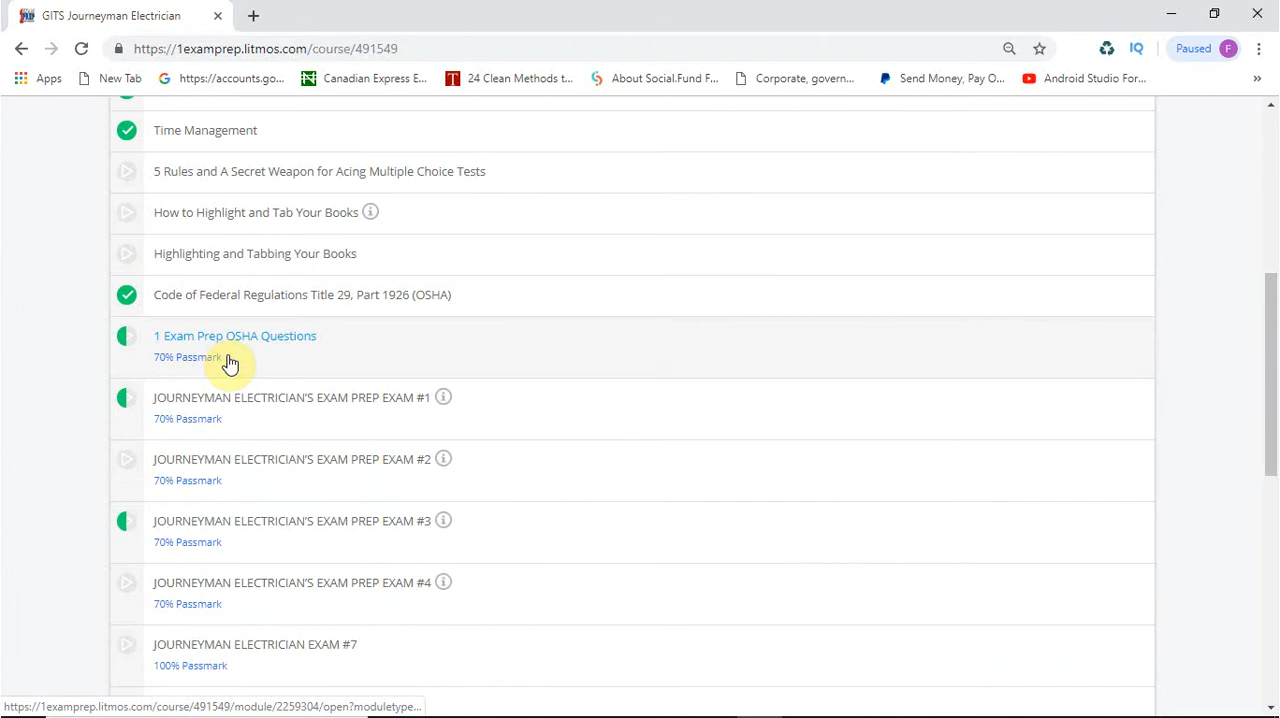 GITS Journeyman Electrician
https://1examprep.litmos.com/course/491549
IQ
Paused
F
Apps
New Tab
https://accounts.go...
Canadian Express E...
24 Clean Methods t...
About Social.Fund F...
Corporate, govern...
Send Money, Pay O...
Android Studio For...
Time Management
5 Rules and A Secret Weapon for Acing Multiple Choice Tests
How to Highlight and Tab Your Books
Highlighting and Tabbing Your Books
Code of Federal Regulations Title 29, Part 1926 (OSHA)
1 Exam Prep OSHA Questions
70% Passmark
JOURNEYMAN ELECTRICIAN'S EXAM PREP EXAM #1
70% Passmark
JOURNEYMAN ELECTRICIAN'S EXAM PREP EXAM #2
70% Passmark
JOURNEYMAN ELECTRICIAN'S EXAM PREP EXAM #3
70% Passmark
JOURNEYMAN ELECTRICIAN'S EXAM PREP EXAM #4
70% Passmark
JOURNEYMAN ELECTRICIAN EXAM #7
100% Passmark
https://1examprep.litmos.com/course/491549/module/2259304/open?moduletype...